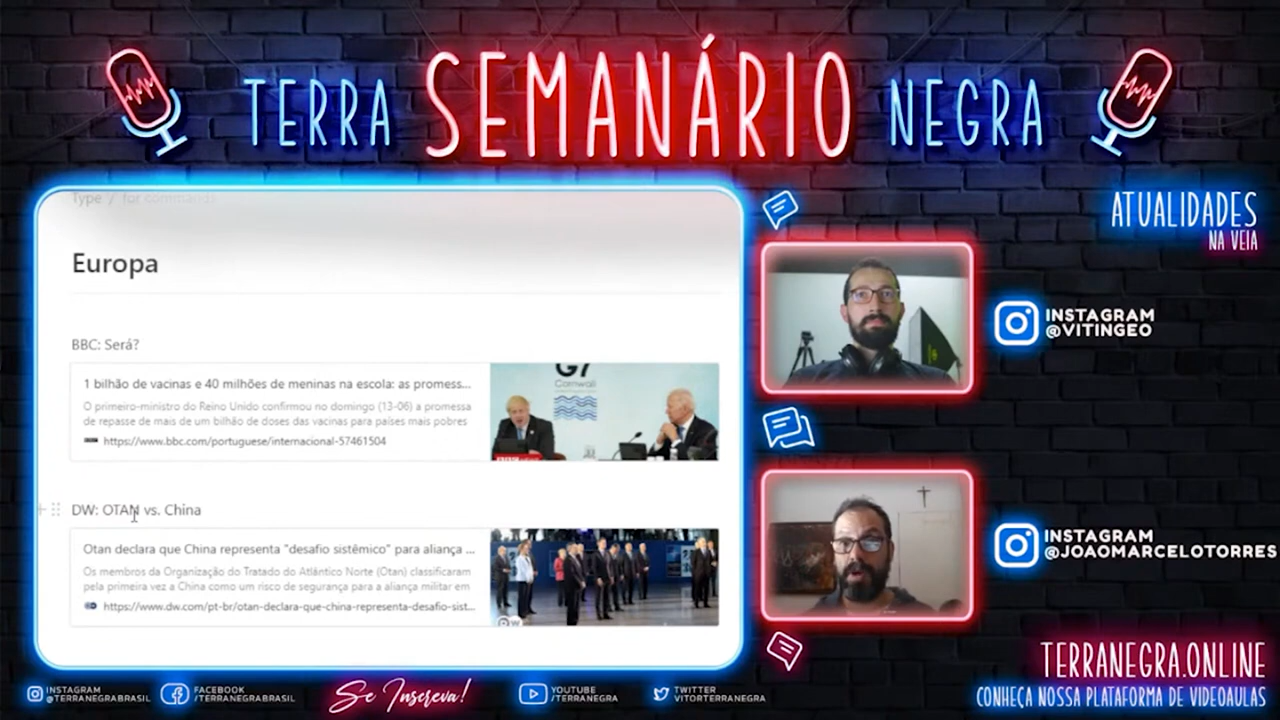 TERRA SEMANÁRIO NEGRA
Type / for commands
Europa
BBC: Será?
1 bilhão de vacinas e 40 milhões de meninas na escola: as promess...
O primeiro-ministro do Reino Unido confirmou no domingo (13-06) a promessa
de repasse de mais de um bilhão de doses das vacinas para países mais pobres
https://www.bbc.com/portuguese/internacional-57461504
G7
Cornwall
DW: OTAN vs. China
Otan declara que China representa "desafio sistêmico" para aliança ...
Os membros da Organização do Tratado do Atlântico Norte (Otan) classificaram
pela primeira vez a China como um risco de segurança para a aliança militar em
https://www.dw.com/pt-br/otan-declara-que-china-representa-desafio-sist...
ATUALIDADES
NA VEIA
INSTAGRAM
@VITINGEO
INSTAGRAM
@JOAOMARCELOTORRES
TERRANEGRA.ONLINE
CONHEÇA NOSSA PLATAFORMA DE VIDEOAULAS
INSTAGRAM
@TERRANEGRABRASIL
FACEBOOK
/TERRANEGRABRASIL
Se Inscreva!
YOUTUBE
/TERRANEGRA
TWITTER
VITORTERRANEGRA